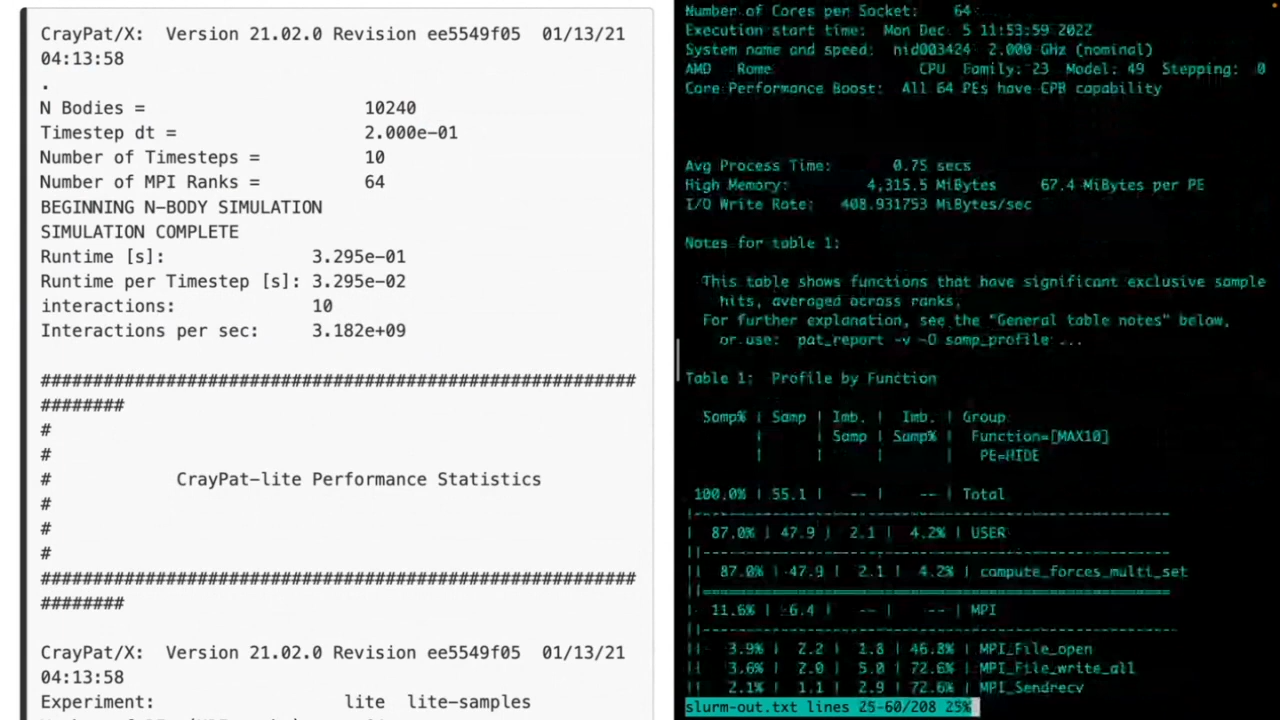 CrayPat/X:  Version 21.02.0 Revision ee5549f05  01/13/21
04:13:58
.
N Bodies =                     10240
Timestep dt =                  2.000e-01
Number of Timesteps =          10
Number of MPI Ranks =          64
BEGINNING N-BODY SIMULATION
SIMULATION COMPLETE
Runtime [s]:              3.295e-01
Runtime per Timestep [s]: 3.295e-02
interactions:             10
Interactions per sec:     3.182e+09
#########################################################
########
#
#
#            CrayPat-lite Performance Statistics
#
#
#
#########################################################
########
CrayPat/X:  Version 21.02.0 Revision ee5549f05  01/13/21
04:13:58
Experiment:                  lite  lite-samples
Number of Cores per Socket:    64
Execution start time:  Mon Dec  5 11:53:59 2022
System name and speed:  nid003424  2.000 GHz (nominal)
AMD   Rome                 CPU  Family: 23  Model: 49  Stepping:  0
Core Performance Boost:  All 64 PEs have CPB capability
Avg Process Time:       0.75 secs
High Memory:         4,315.5 MiBytes     67.4 MiBytes per PE
I/O Write Rate:   408.931753 MiBytes/sec
Notes for table 1:
This table shows functions that have significant exclusive sample
hits, averaged across ranks.
For further explanation, see the "General table notes" below,
or use:  pat_report -v -O samp_profile ...
Table 1:  Profile by Function
Samp% | Samp | Imb. | Imb. | Group
| | Samp | Samp% | Function=[MAX10]
| | | | PE=HIDE
100.0% | 55.1 | -- | -- | Total
| 87.0% | 47.9 | 2.1 | 4.2% | USER
|| 87.0% | 47.9 | 2.1 | 4.2% | compute_forces_multi_set
| 11.6% | 6.4 | -- | -- | MPI
|| 3.9% | 2.2 | 1.8 | 46.8% | MPI_File_open
|| 3.6% | 2.0 | 5.0 | 72.6% | MPI_File_write_all
|| 2.1% | 1.1 | 2.9 | 72.6% | MPI_Sendrecv
slurm-out.txt lines 25-60/208 25%